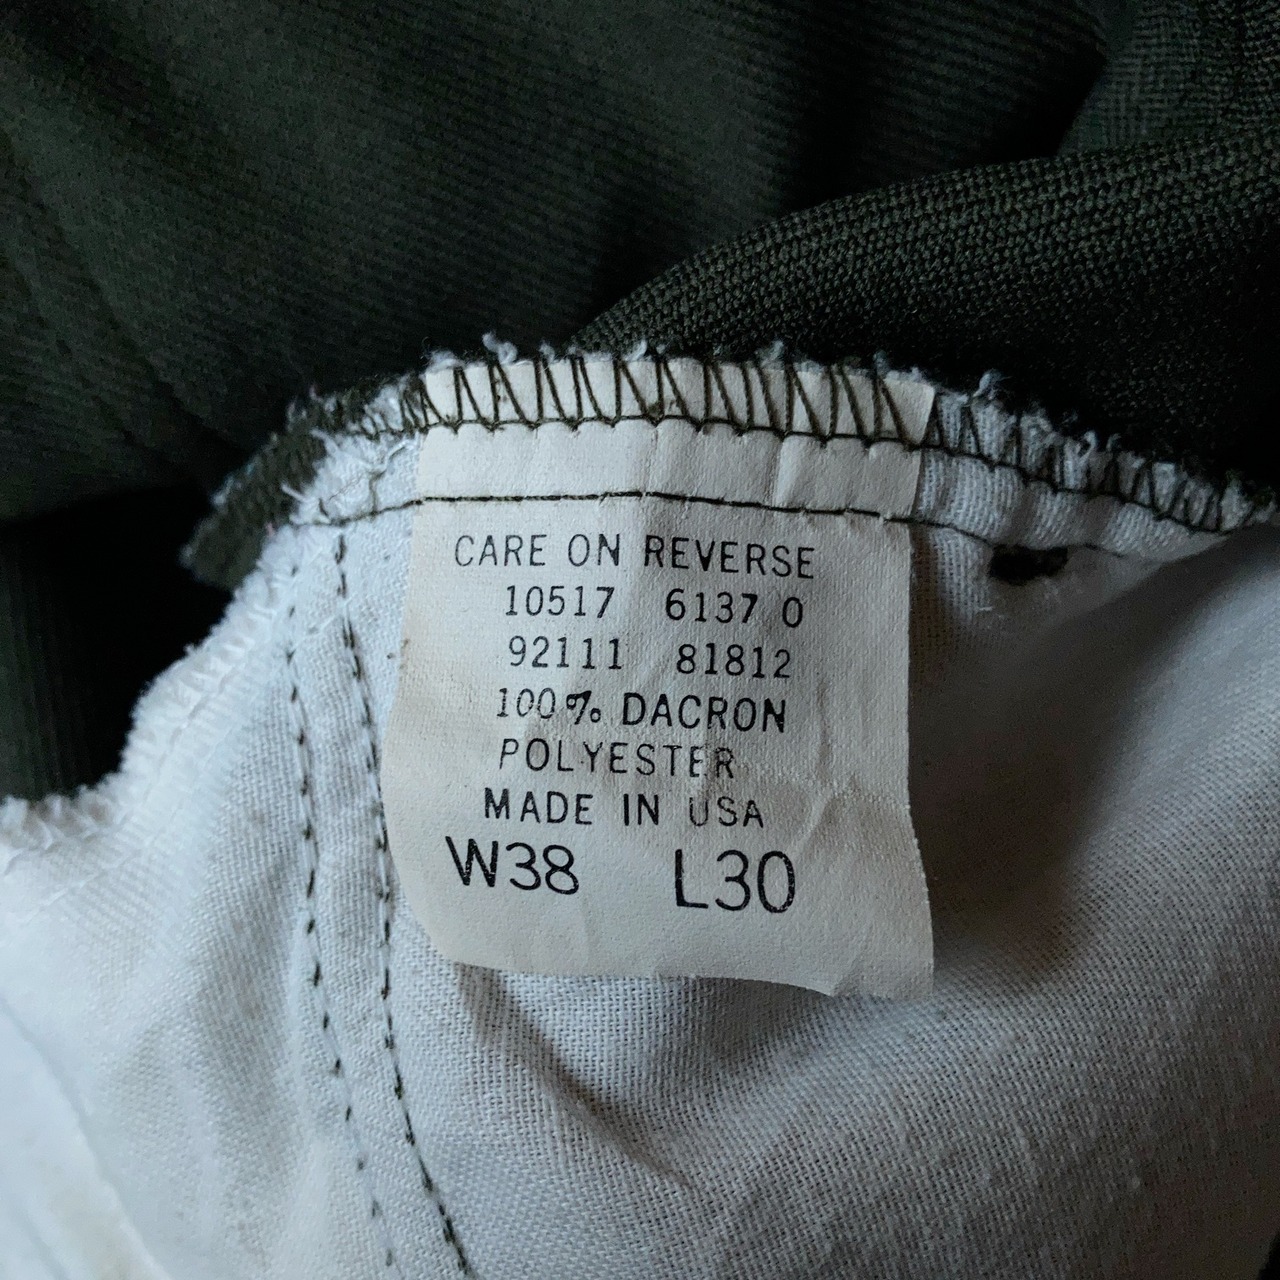 CARE ON REVERSE
10517 6137 0
92111 81812
100% DACRON
POLYESTER
MADE IN USA
W38 L30